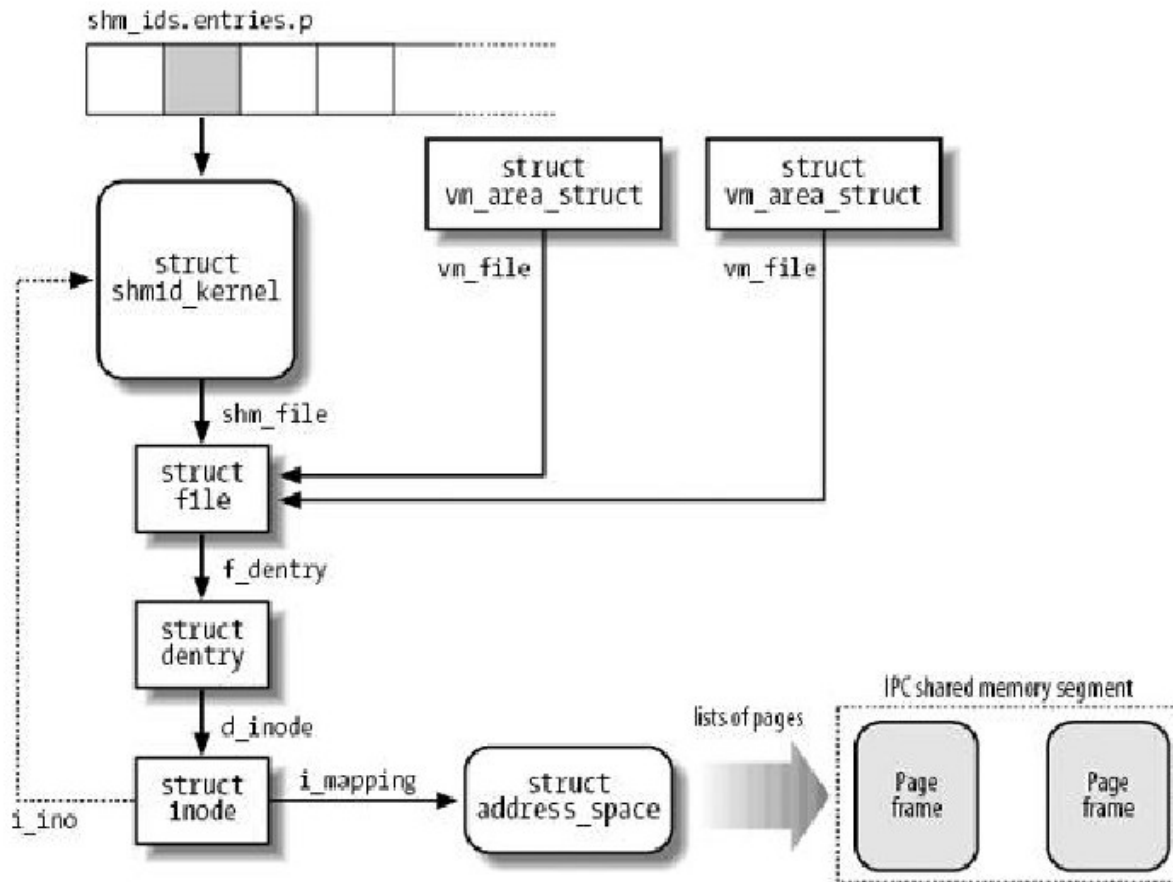 shm_ids.entries.p
struct
vm_area_struct
struct
vm_area_struct
struct
shmid_kernel
vm_file
vm_file
shm_file
struct
file
f_dentry
struct
dentry
d_inode
struct
inode
i_ino
i_mapping
struct
address_space
lists of pages
IPC shared memory segment
Page
frame
Page
frame